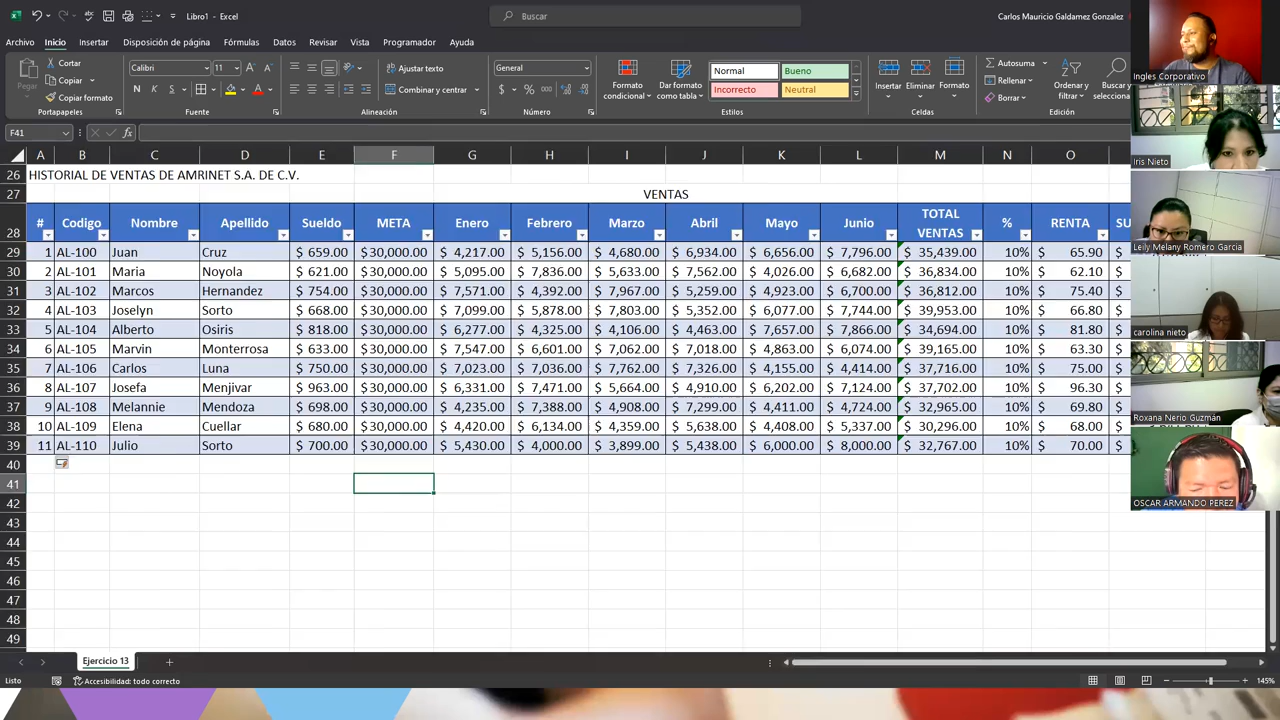 Libro1 - Excel
Buscar
Carlos Mauricio Galdamez Gonzalez
Archivo Inicio Insertar Disposición de página Fórmulas Datos Revisar Vista Programador Ayuda
Pegar
Cortar
Copiar
Copiar formato
Portapapeles
Calibri 11
N K S
Fuente
Ajustar texto
Combinar y centrar
Alineación
General
$ % 000
Número
Formato condicional
Dar formato como tabla
Normal Bueno
Incorrecto Neutral
Estilos
Insertar Eliminar Formato
Celdas
Autosuma
Rellenar
Borrar
Ordenar y filtrar
Buscar y
Edición
F41 fx
A B C D E F G H I J K L M N O
26 HISTORIAL DE VENTAS DE AMRINET S.A. DE C.V.
27 VENTAS
28 # Codigo Nombre Apellido Sueldo META Enero Febrero Marzo Abril Mayo Junio TOTAL VENTAS % RENTA SU
29 1 AL-100 Juan Cruz $ 659.00 $30,000.00 $ 4,217.00 $ 5,156.00 $ 4,680.00 $ 6,934.00 $ 6,656.00 $ 7,796.00 $ 35,439.00 10% $ 65.90 $
30 2 AL-101 Maria Noyola $ 621.00 $30,000.00 $ 5,095.00 $ 7,836.00 $ 5,633.00 $ 7,562.00 $ 4,026.00 $ 6,682.00 $ 36,834.00 10% $ 62.10 $
31 3 AL-102 Marcos Hernandez $ 754.00 $30,000.00 $ 7,571.00 $ 4,392.00 $ 7,967.00 $ 5,259.00 $ 4,923.00 $ 6,700.00 $ 36,812.00 10% $ 75.40 $
32 4 AL-103 Joselyn Sorto $ 668.00 $30,000.00 $ 7,099.00 $ 5,878.00 $ 7,803.00 $ 5,352.00 $ 6,077.00 $ 7,744.00 $ 39,953.00 10% $ 66.80 $
33 5 AL-104 Alberto Osiris $ 818.00 $30,000.00 $ 6,277.00 $ 4,325.00 $ 4,106.00 $ 4,463.00 $ 7,657.00 $ 7,866.00 $ 34,694.00 10% $ 81.80 $
34 6 AL-105 Marvin Monterrosa $ 633.00 $30,000.00 $ 7,547.00 $ 6,601.00 $ 7,062.00 $ 7,018.00 $ 4,863.00 $ 6,074.00 $ 39,165.00 10% $ 63.30 $
35 7 AL-106 Carlos Luna $ 750.00 $30,000.00 $ 7,023.00 $ 7,036.00 $ 7,762.00 $ 7,326.00 $ 4,155.00 $ 4,414.00 $ 37,716.00 10% $ 75.00 $
36 8 AL-107 Josefa Menjivar $ 963.00 $30,000.00 $ 6,331.00 $ 7,471.00 $ 5,664.00 $ 4,910.00 $ 6,202.00 $ 7,124.00 $ 37,702.00 10% $ 96.30 $
37 9 AL-108 Melannie Mendoza $ 698.00 $30,000.00 $ 4,235.00 $ 7,388.00 $ 4,908.00 $ 7,299.00 $ 4,411.00 $ 4,724.00 $ 32,965.00 10% $ 69.80 $
38 10 AL-109 Elena Cuellar $ 680.00 $30,000.00 $ 4,420.00 $ 6,134.00 $ 4,359.00 $ 5,638.00 $ 4,408.00 $ 5,337.00 $ 30,296.00 10% $ 68.00 $
39 11 AL-110 Julio Sorto $ 700.00 $30,000.00 $ 5,430.00 $ 4,000.00 $ 3,899.00 $ 5,438.00 $ 6,000.00 $ 8,000.00 $ 32,767.00 10% $ 70.00 $
40
41
42
43
44
45
46
47
48
49
Ejercicio 13
Listo Accesibilidad: todo correcto 145%
Ingles Corporativo
Iris Nieto
Leily Melany Romero Garcia
carolina nieto
Roxana Nerio Guzmán
OSCAR ARMANDO PEREZ